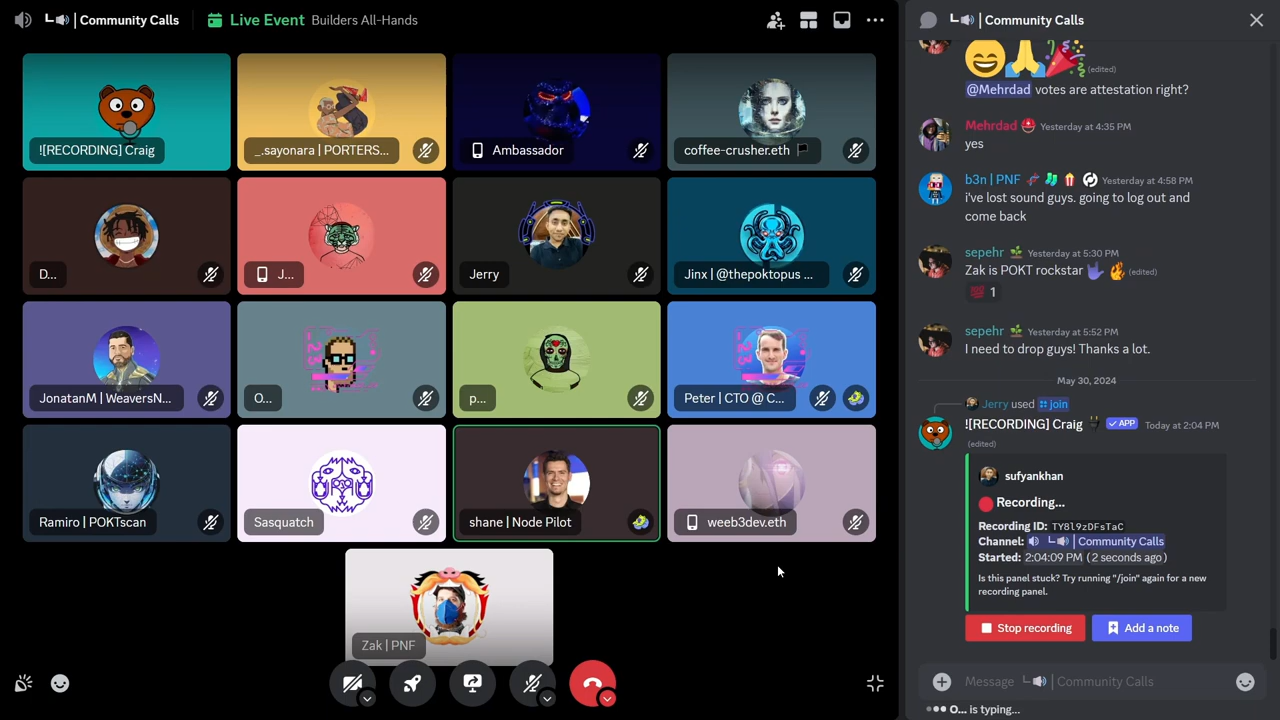 Community Calls
Live Event
Builders All-Hands
Community Calls
(edited)
@Mehrdad votes are attestation right?
Mehrdad Yesterday at 4:35 PM
yes
b3n | PNF Yesterday at 4:58 PM
i've lost sound guys. going to log out and
come back
sepehr Yesterday at 5:30 PM
Zak is POKT rockstar (edited)
1
sepehr Yesterday at 5:52 PM
I need to drop guys! Thanks a lot.
May 30, 2024
Jerry used join
![RECORDING] Craig APP Today at 2:04 PM
(edited)
sufyankhan
Recording...
Recording ID: TY8l9zDFsTaC
Channel: Community Calls
Started: 2:04:09 PM (2 seconds ago)
Is this panel stuck? Try running "/join" again for a new
recording panel.
Stop recording
Add a note
Message Community Calls
O... is typing...
![RECORDING] Craig
_.sayonara | PORTERS...
Ambassador
coffee-crusher.eth
D...
J...
Jerry
Jinx | @thepoktopus ...
JonatanM | WeaversN...
O...
p...
Peter | CTO @ C...
Ramiro | POKTscan
Sasquatch
shane | Node Pilot
weeb3dev.eth
Zak | PNF